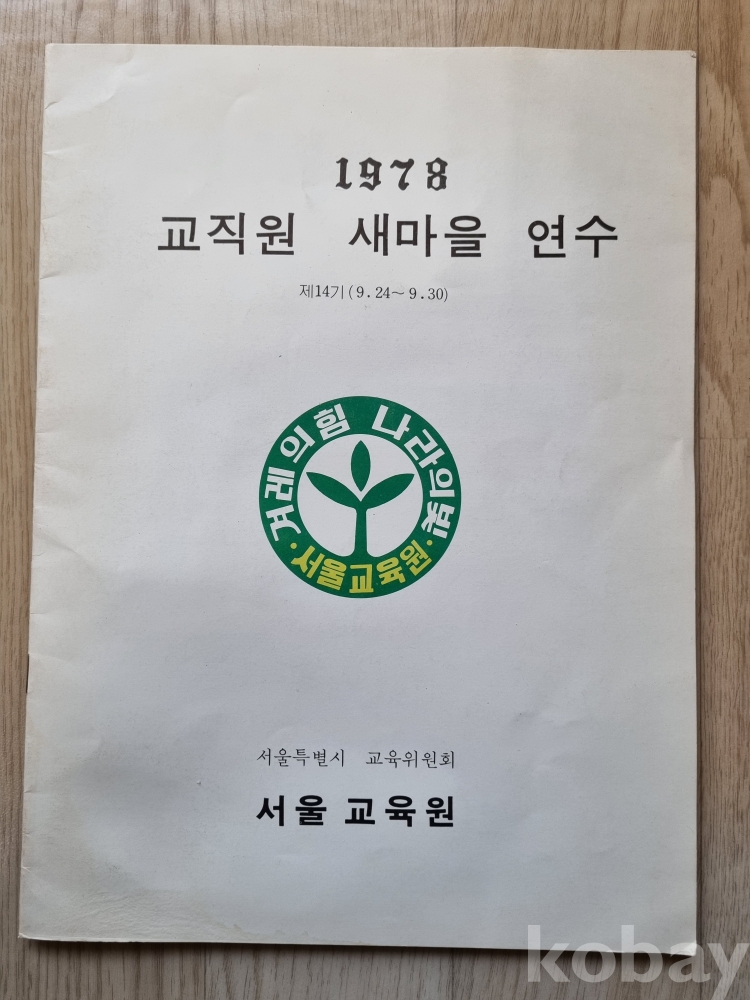 1978
교직원 새마을 연수
제14기(9.24~9.30)
겨레의힘 나라의빛
·서울교육원·
서울특별시 교육위원회
서울 교육원
kobay